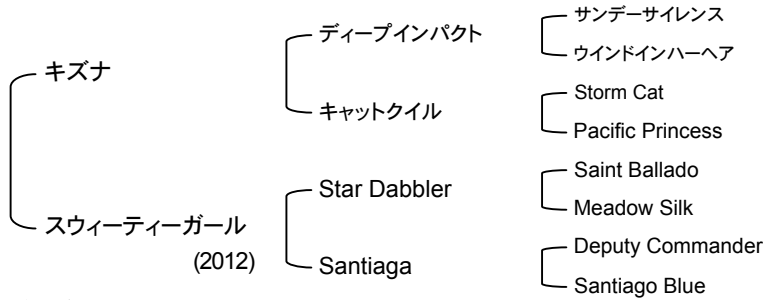 キズナ
スウィーティーガール
(2012)
ディープインパクト
キャットクイル
Star Dabbler
Santiaga
サンデーサイレンス
ウインドインハーヘア
Storm Cat
Pacific Princess
Saint Ballado
Meadow Silk
Deputy Commander
Santiago Blue